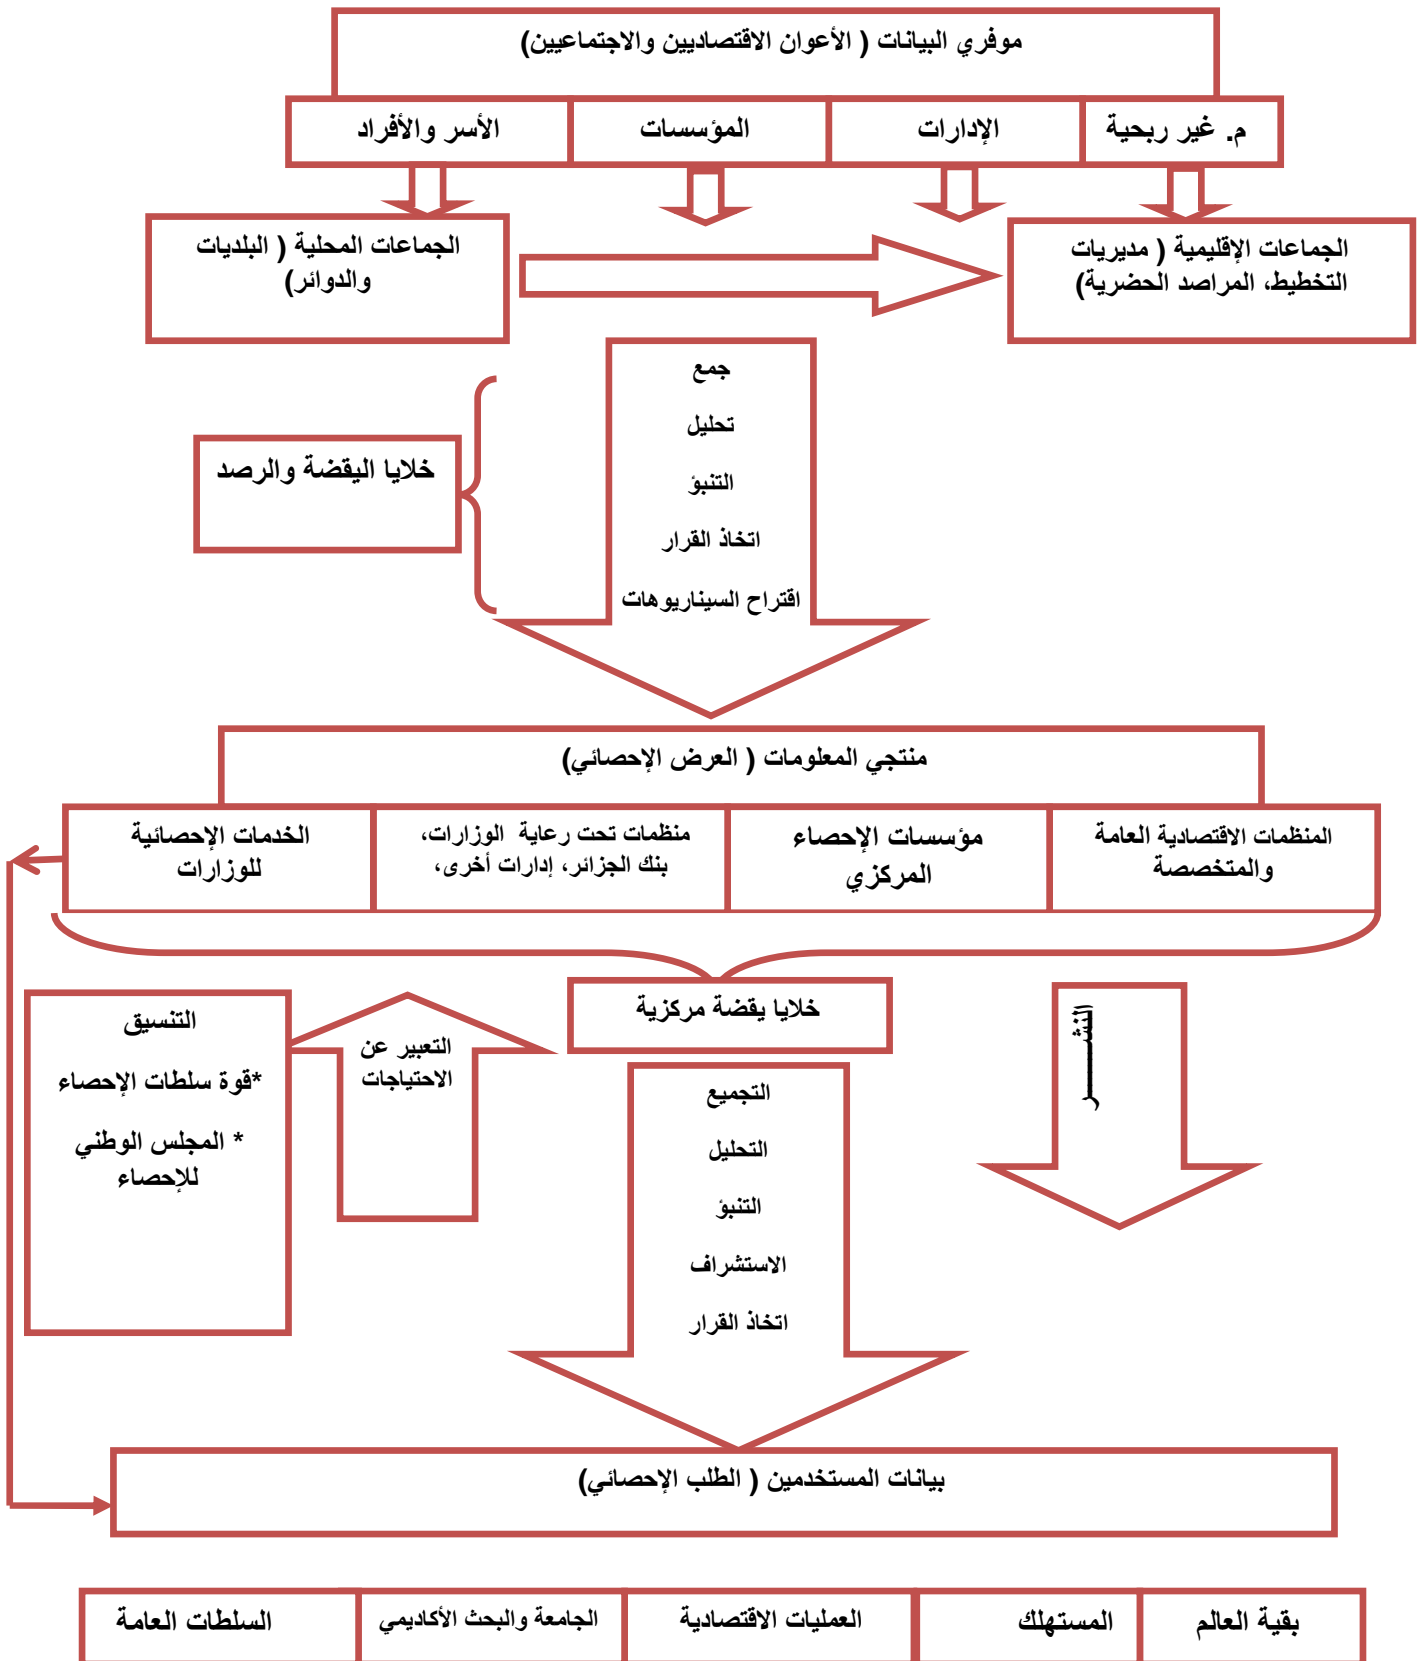 موفري البيانات ( الأعوان الاقتصاديين والاجتماعيين)
م. غير ربحية
الإدارات
المؤسسات
الأسر والأفراد
الجماعات الإقليمية ( مديريات
التخطيط، المراصد الحضرية)
الجماعات المحلية ( البلديات
والدوائر)
جمع
تحليل
التنبؤ
اتخاذ القرار
اقتراح السيناريوهات
خلايا اليقضة والرصد
منتجي المعلومات ( العرض الإحصائي)
المنظمات الاقتصادية العامة
والمتخصصة
مؤسسات الإحصاء
المركزي
منظمات تحت رعاية الوزارات،
بنك الجزائر، إدارات أخرى،
الخدمات الإحصائية
للوزارات
خلايا يقضة مركزية
النشـــــــر
التجميع
التحليل
التنبؤ
الاستشراف
اتخاذ القرار
التعبير عن
الاحتياجات
التنسيق
*قوة سلطات الإحصاء
* المجلس الوطني
للإحصاء
بيانات المستخدمين ( الطلب الإحصائي)
بقية العالم
المستهلك
العمليات الاقتصادية
الجامعة والبحث الأكاديمي
السلطات العامة